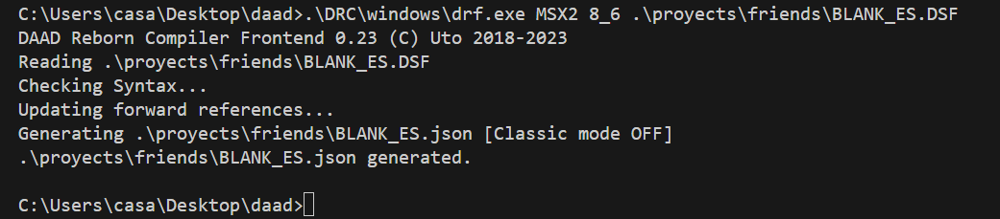 C:\Users\casa\Desktop\daad>.\DRC\windows\drf.exe MSX2 8_6 .\proyects\friends\BLANK_ES.DSF
DAAD Reborn Compiler Frontend 0.23 (C) Uto 2018-2023
Reading .\proyects\friends\BLANK_ES.DSF
Checking Syntax...
Updating forward references...
Generating .\proyects\friends\BLANK_ES.json [Classic mode OFF]
.\proyects\friends\BLANK_ES.json generated.
C:\Users\casa\Desktop\daad>